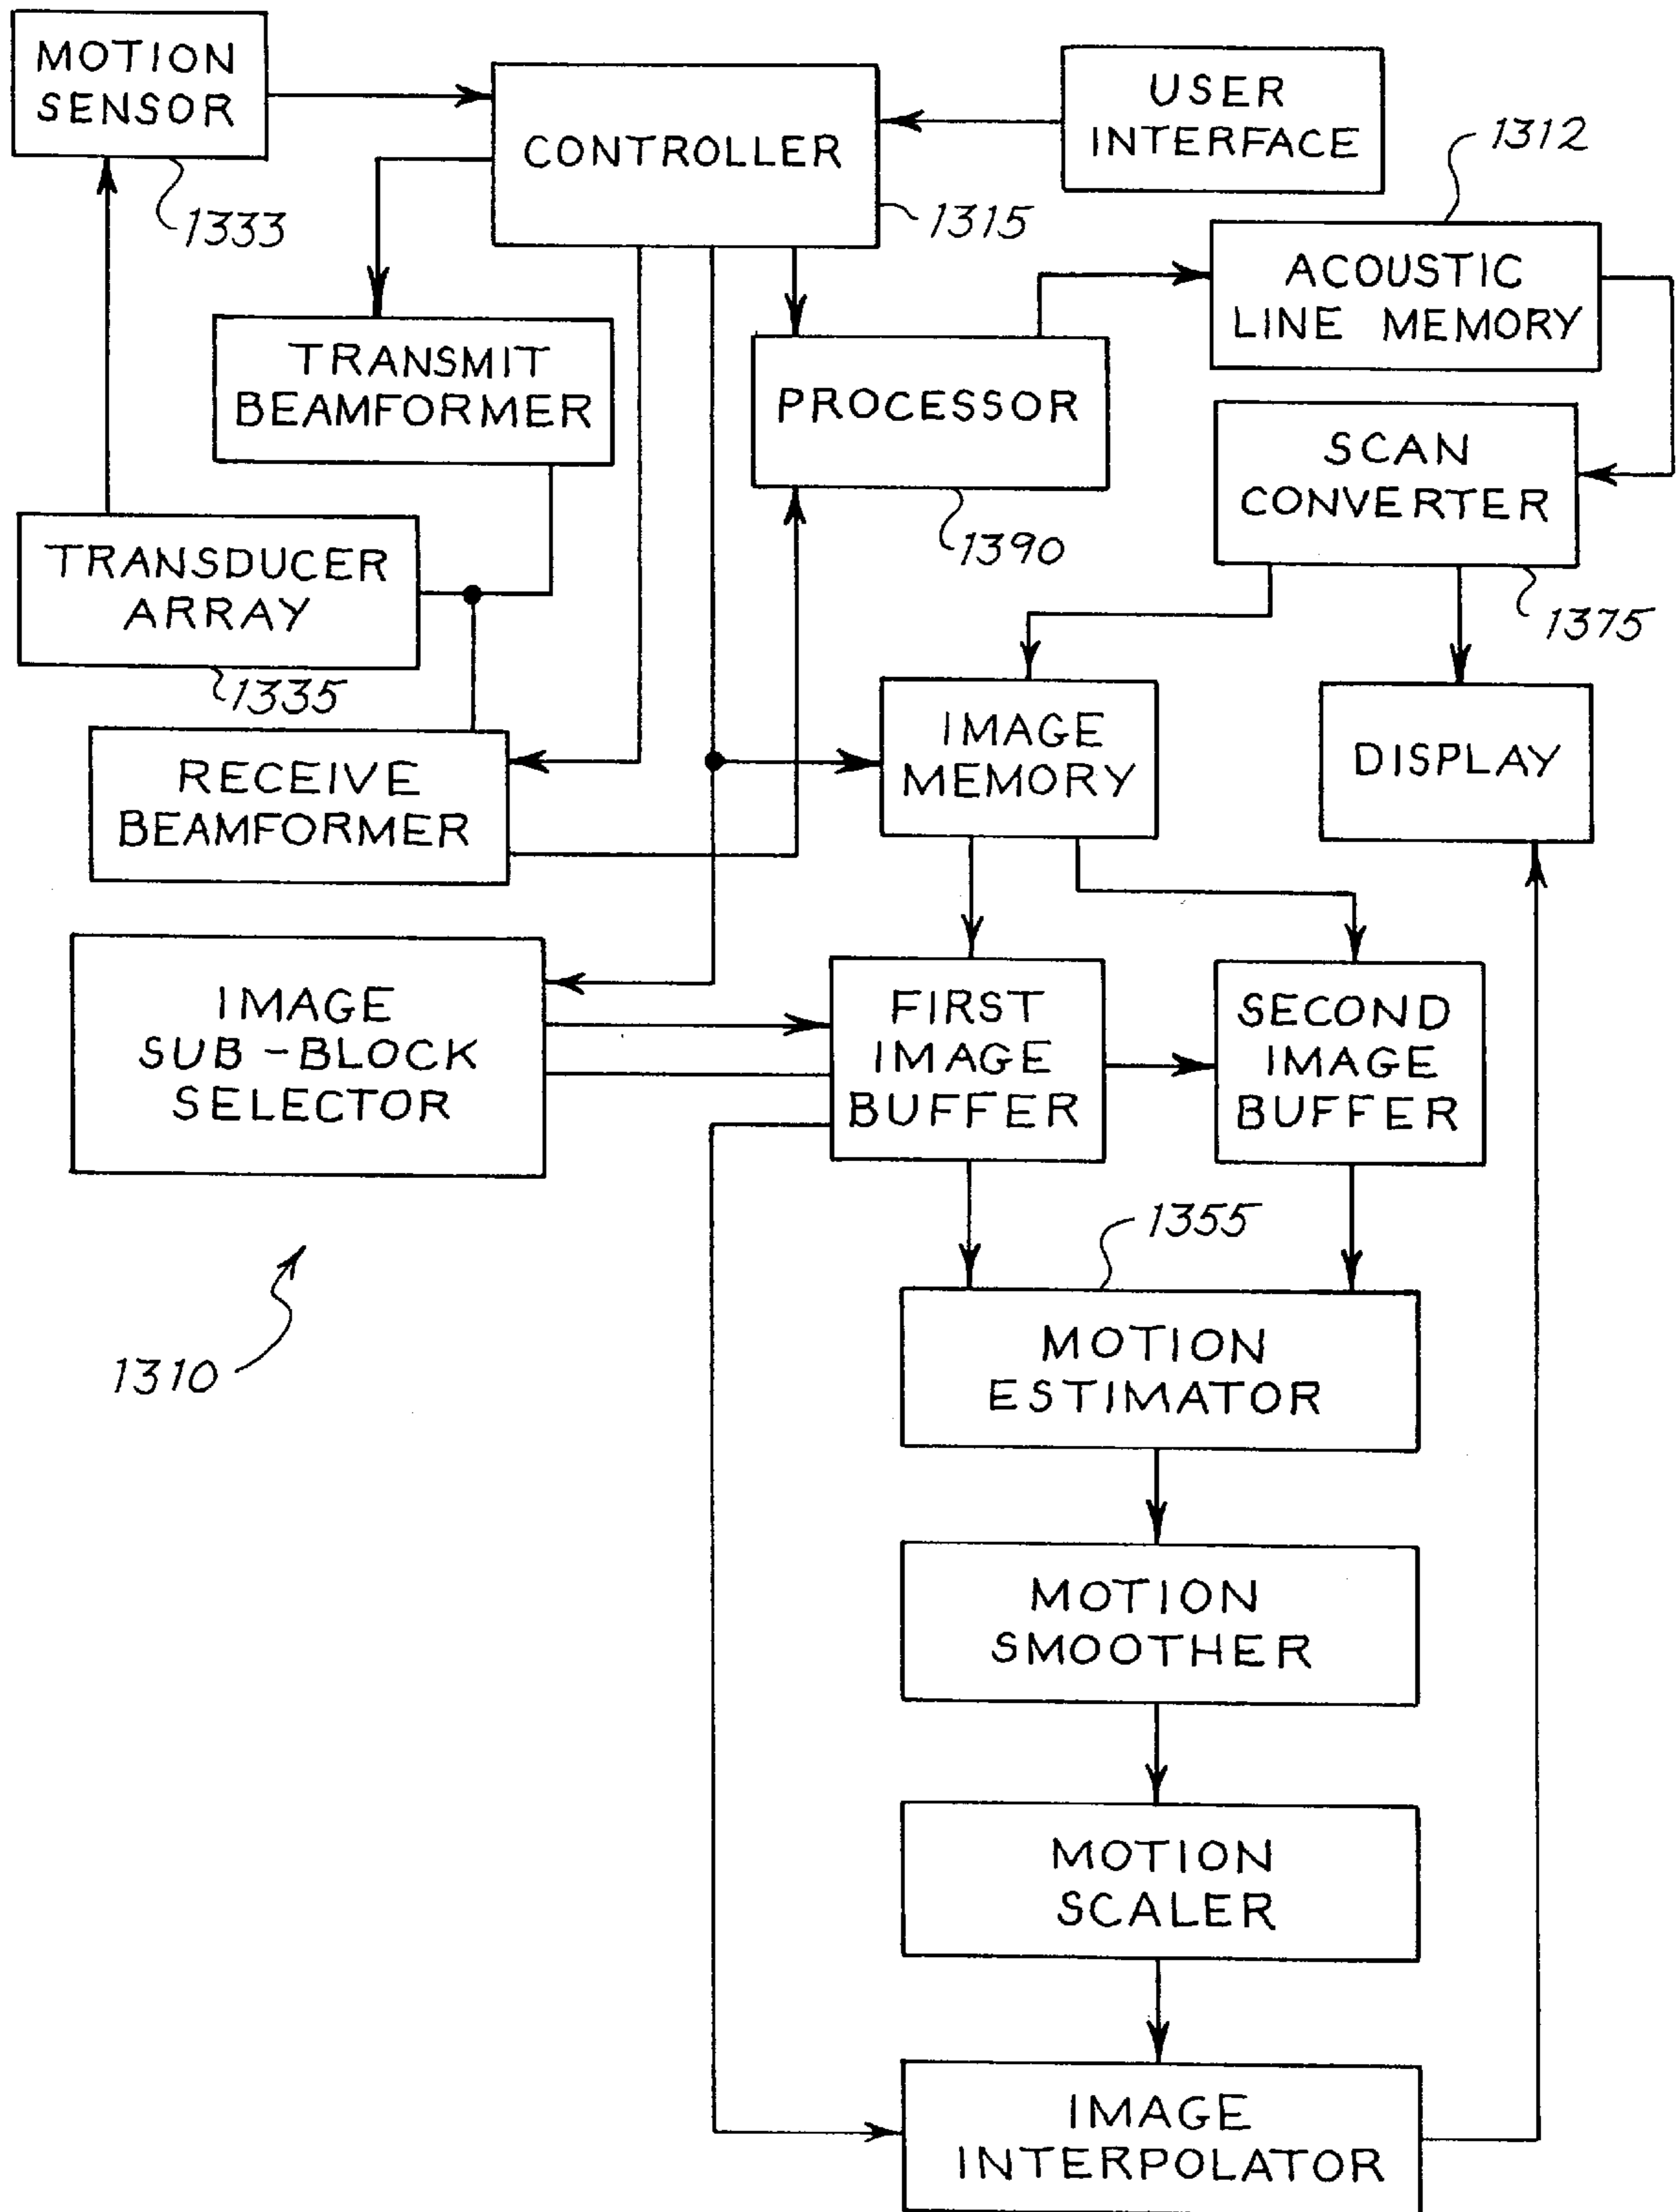 MOTION
SENSOR
1333
CONTROLLER
1315
USER
INTERFACE
1312
ACOUSTIC
LINE MEMORY
TRANSMIT
BEAMFORMER
PROCESSOR
1390
SCAN
CONVERTER
1375
TRANSDUCER
ARRAY
1335
RECEIVE
BEAMFORMER
IMAGE
MEMORY
DISPLAY
IMAGE
SUB-BLOCK
SELECTOR
FIRST
IMAGE
BUFFER
SECOND
IMAGE
BUFFER
1355
1310
MOTION
ESTIMATOR
MOTION
SMOOTHER
MOTION
SCALER
IMAGE
INTERPOLATOR